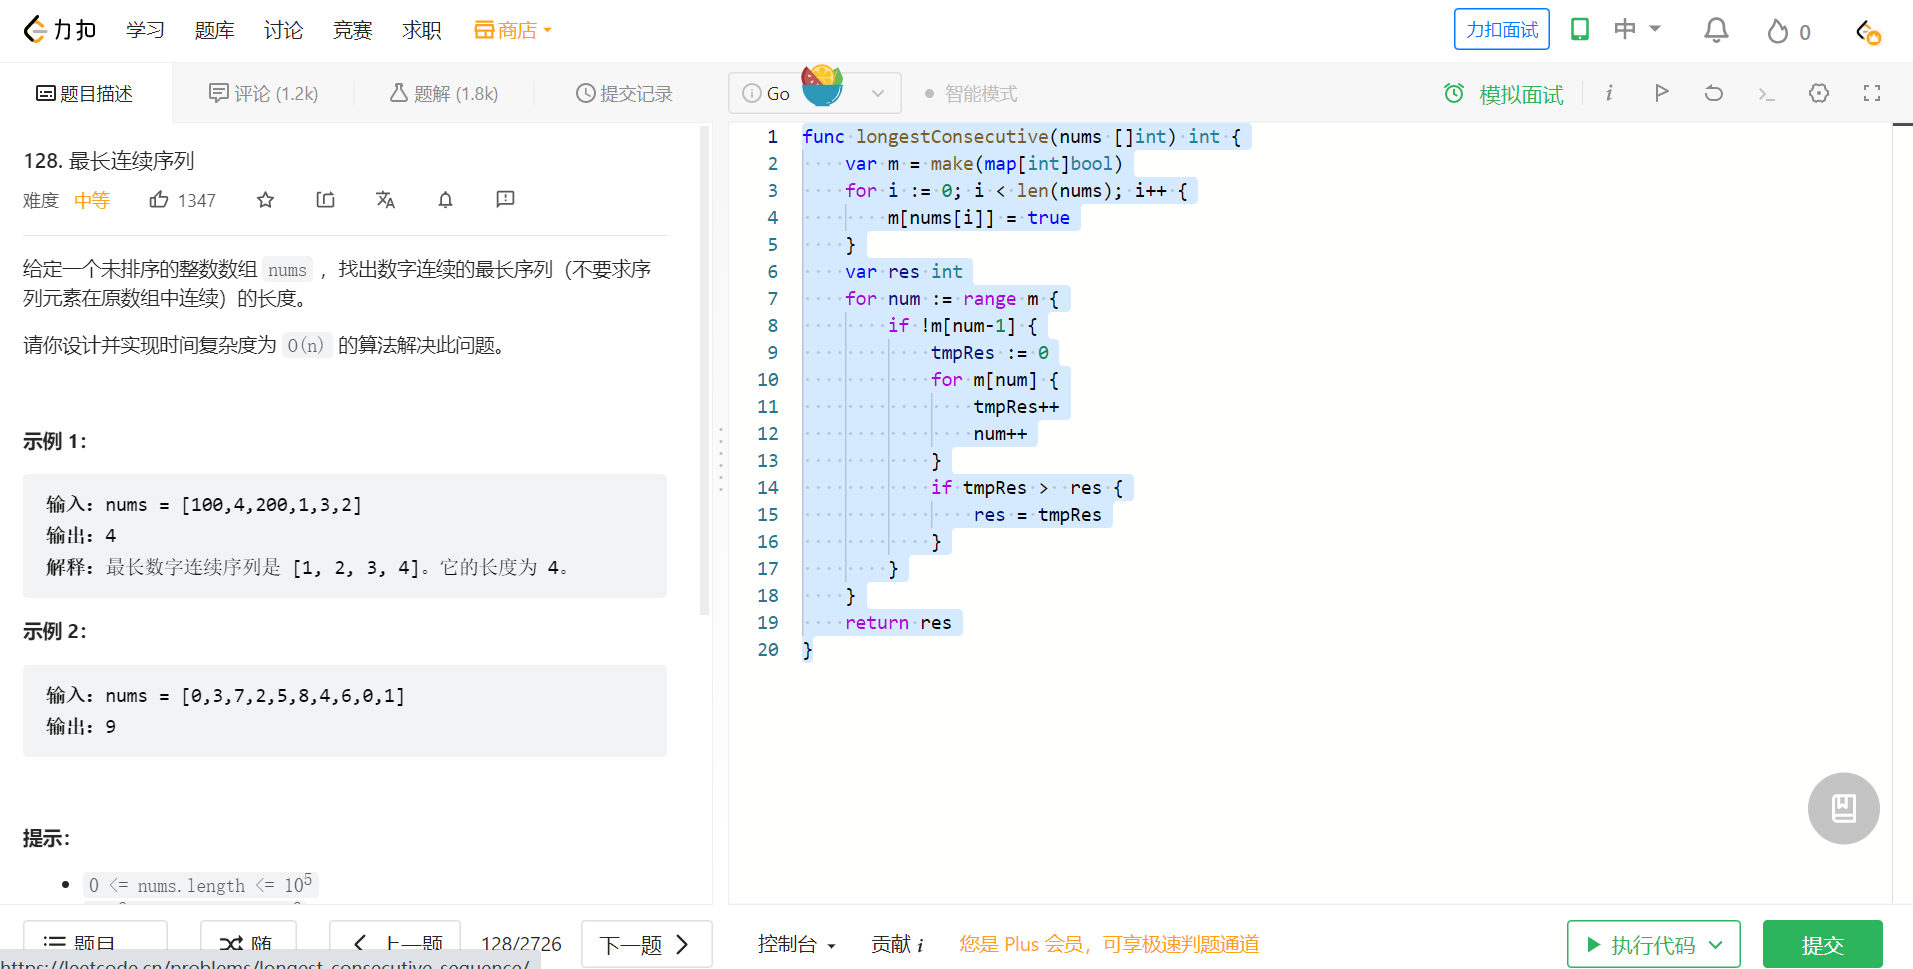 力扣 学习 题库 讨论 竞赛 求职 商店 力扣面试 中 0
题目描述 评论 (1.2k) 题解 (1.8k) 提交记录
Go 智能模式 模拟面试 i
128. 最长连续序列
难度 中等 1347
给定一个未排序的整数数组 nums ，找出数字连续的最长序列（不要求序
列元素在原数组中连续）的长度。
请你设计并实现时间复杂度为 O(n) 的算法解决此问题。
示例 1：
输入：nums = [100,4,200,1,3,2]
输出：4
解释：最长数字连续序列是 [1, 2, 3, 4]。它的长度为 4。
示例 2：
输入：nums = [0,3,7,2,5,8,4,6,0,1]
输出：9
提示：
0 <= nums.length <= 10^5
1 func longestConsecutive(nums []int) int {
2     var m = make(map[int]bool)
3     for i := 0; i < len(nums); i++ {
4         m[nums[i]] = true
5     }
6     var res int
7     for num := range m {
8         if !m[num-1] {
9             tmpRes := 0
10             for m[num] {
11                 tmpRes++
12                 num++
13             }
14             if tmpRes >  res {
15                 res = tmpRes
16             }
17         }
18     }
19     return res
20 }
题目 随 上一题 128/2726 下一题
控制台 贡献 i 您是 Plus 会员，可享极速判题通道 执行代码 提交
https://leetcode.cn/problems/longest-consecutive-sequence/